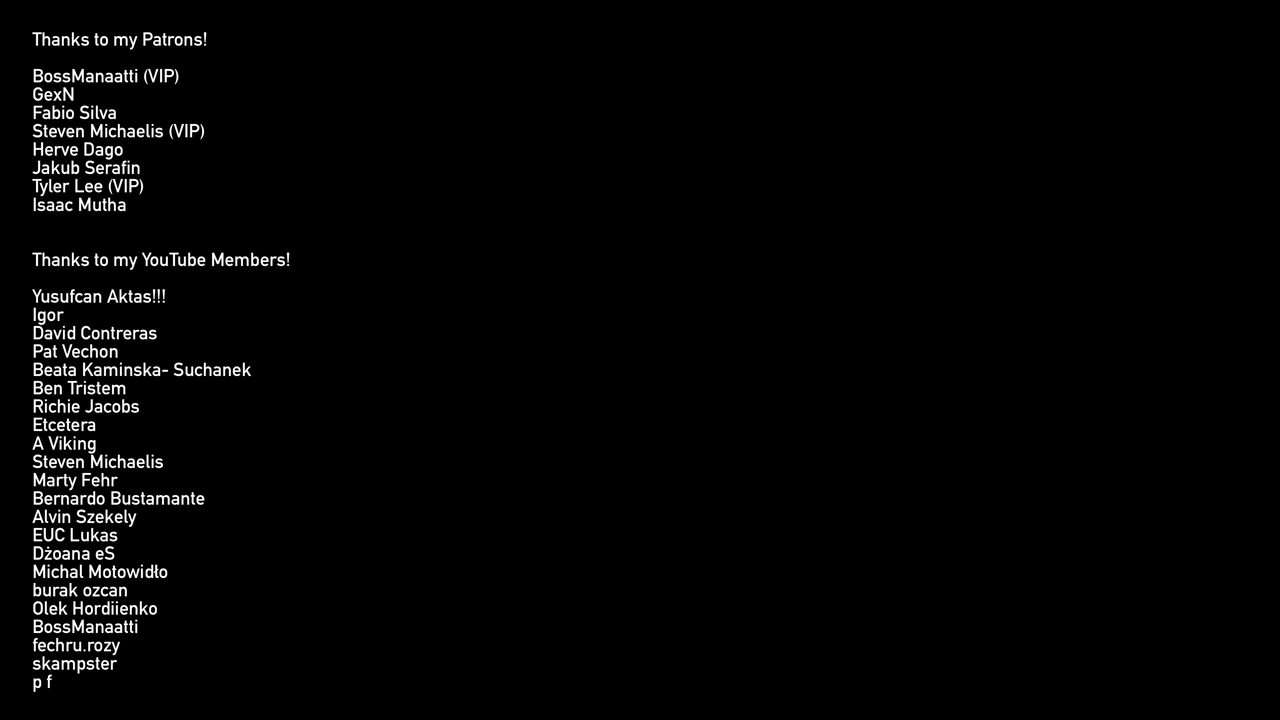 Thanks to my Patrons!
BossManaatti (VIP)
GexN
Fabio Silva
Steven Michaelis (VIP)
Herve Dago
Jakub Serafin
Tyler Lee (VIP)
Isaac Mutha
Thanks to my YouTube Members!
Yusufcan Aktas!!!
Igor
David Contreras
Pat Vechon
Beata Kaminska- Suchanek
Ben Tristem
Richie Jacobs
Etcetera
A Viking
Steven Michaelis
Marty Fehr
Bernardo Bustamante
Alvin Szekely
EUC Lukas
Dżoana eS
Michal Motowidło
burak ozcan
Olek Hordiienko
BossManaatti
fechru.rozy
skampster
p f